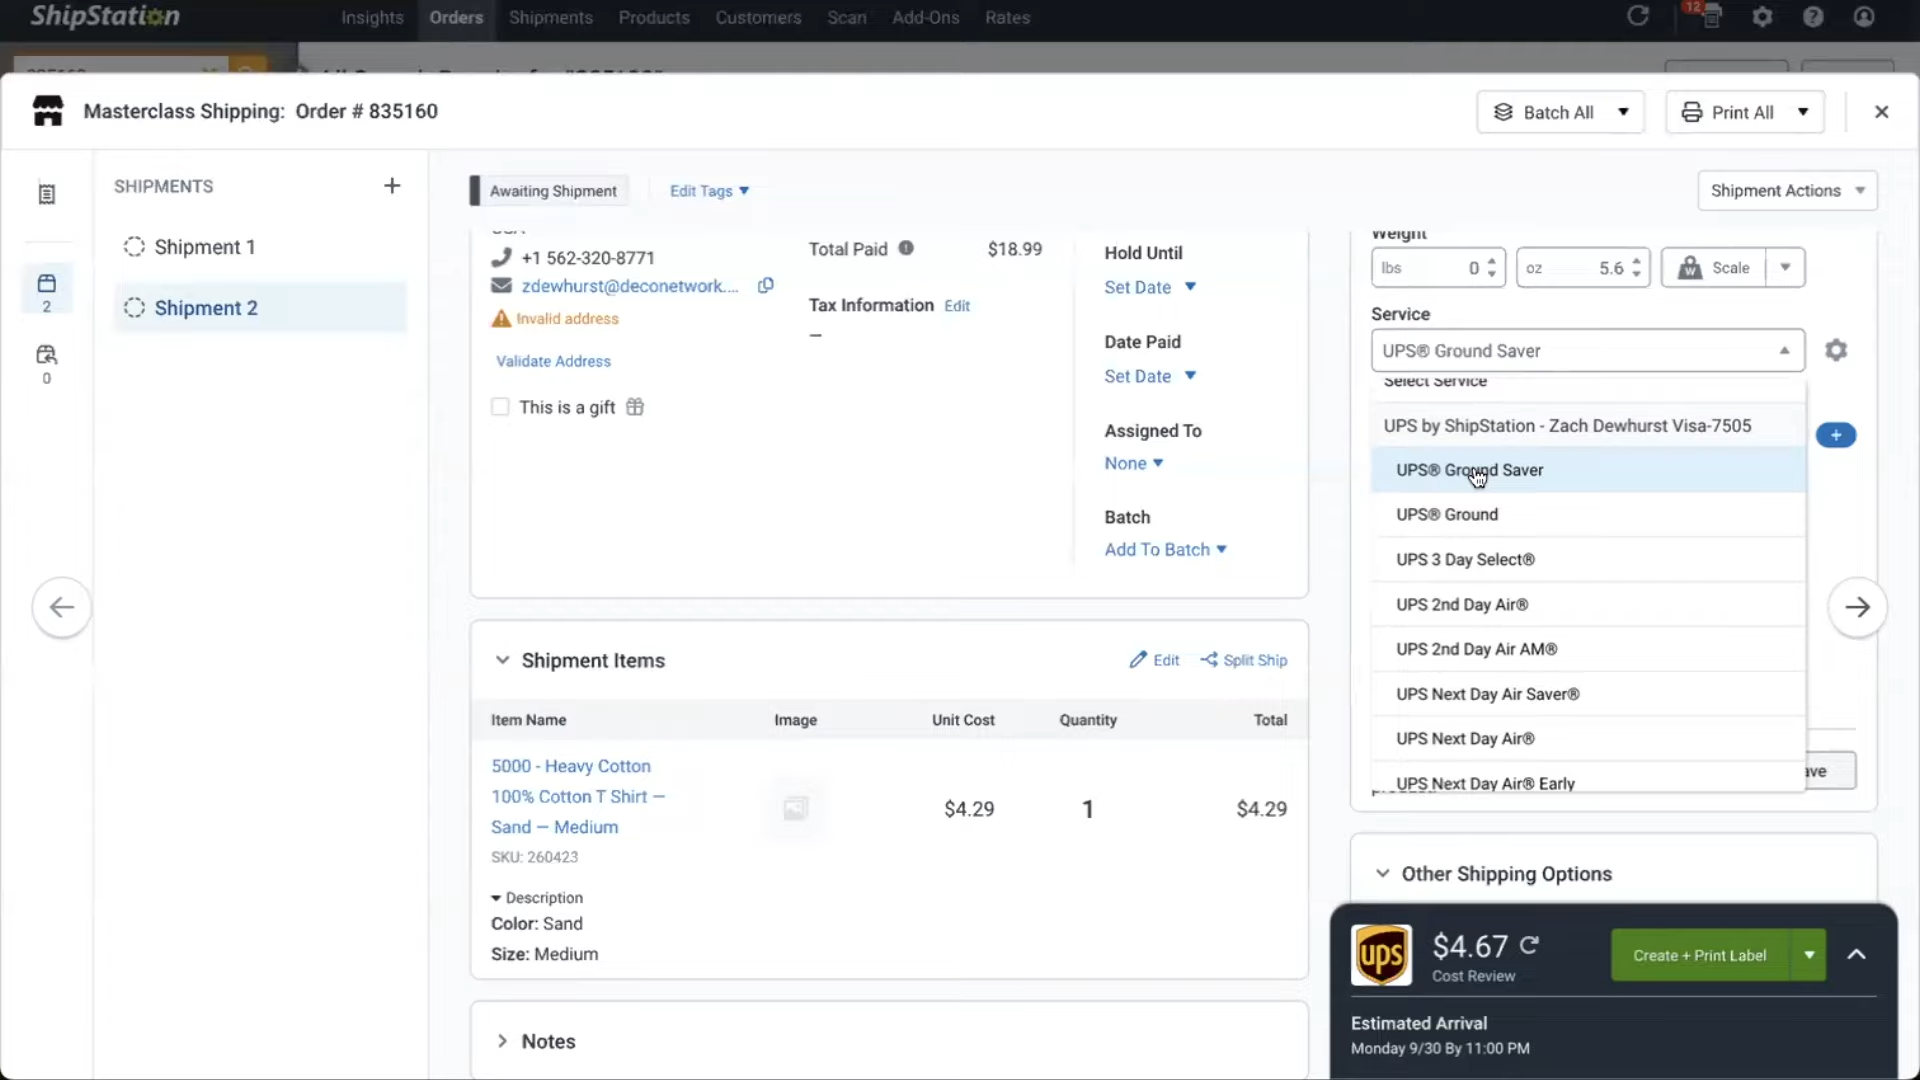 ShipStation
Insights
Orders
Shipments
Products
Customers
Scan
Add-Ons
Rates
12
Masterclass Shipping: Order # 835160
Batch All
Print All
SHIPMENTS
Shipment 1
Shipment 2
2
0
Awaiting Shipment
Edit Tags
Shipment Actions
+1 562-320-8771
zdewhurst@deconetwork....
Invalid address
Validate Address
This is a gift
Total Paid
$18.99
Tax Information Edit
—
Hold Until
Set Date
Date Paid
Set Date
Assigned To
None
Batch
Add To Batch
Weight
lbs 0
oz 5.6
Scale
Service
UPS® Ground Saver
Select Service
UPS by ShipStation - Zach Dewhurst Visa-7505
UPS® Ground Saver
UPS® Ground
UPS 3 Day Select®
UPS 2nd Day Air®
UPS 2nd Day Air AM®
UPS Next Day Air Saver®
UPS Next Day Air®
UPS Next Day Air® Early
Shipment Items
Edit
Split Ship
Item Name
Image
Unit Cost
Quantity
Total
5000 - Heavy Cotton
100% Cotton T Shirt —
Sand — Medium
SKU: 260423
$4.29
1
$4.29
Description
Color: Sand
Size: Medium
Notes
Other Shipping Options
ups
$4.67
Cost Review
Create + Print Label
Estimated Arrival
Monday 9/30 By 11:00 PM